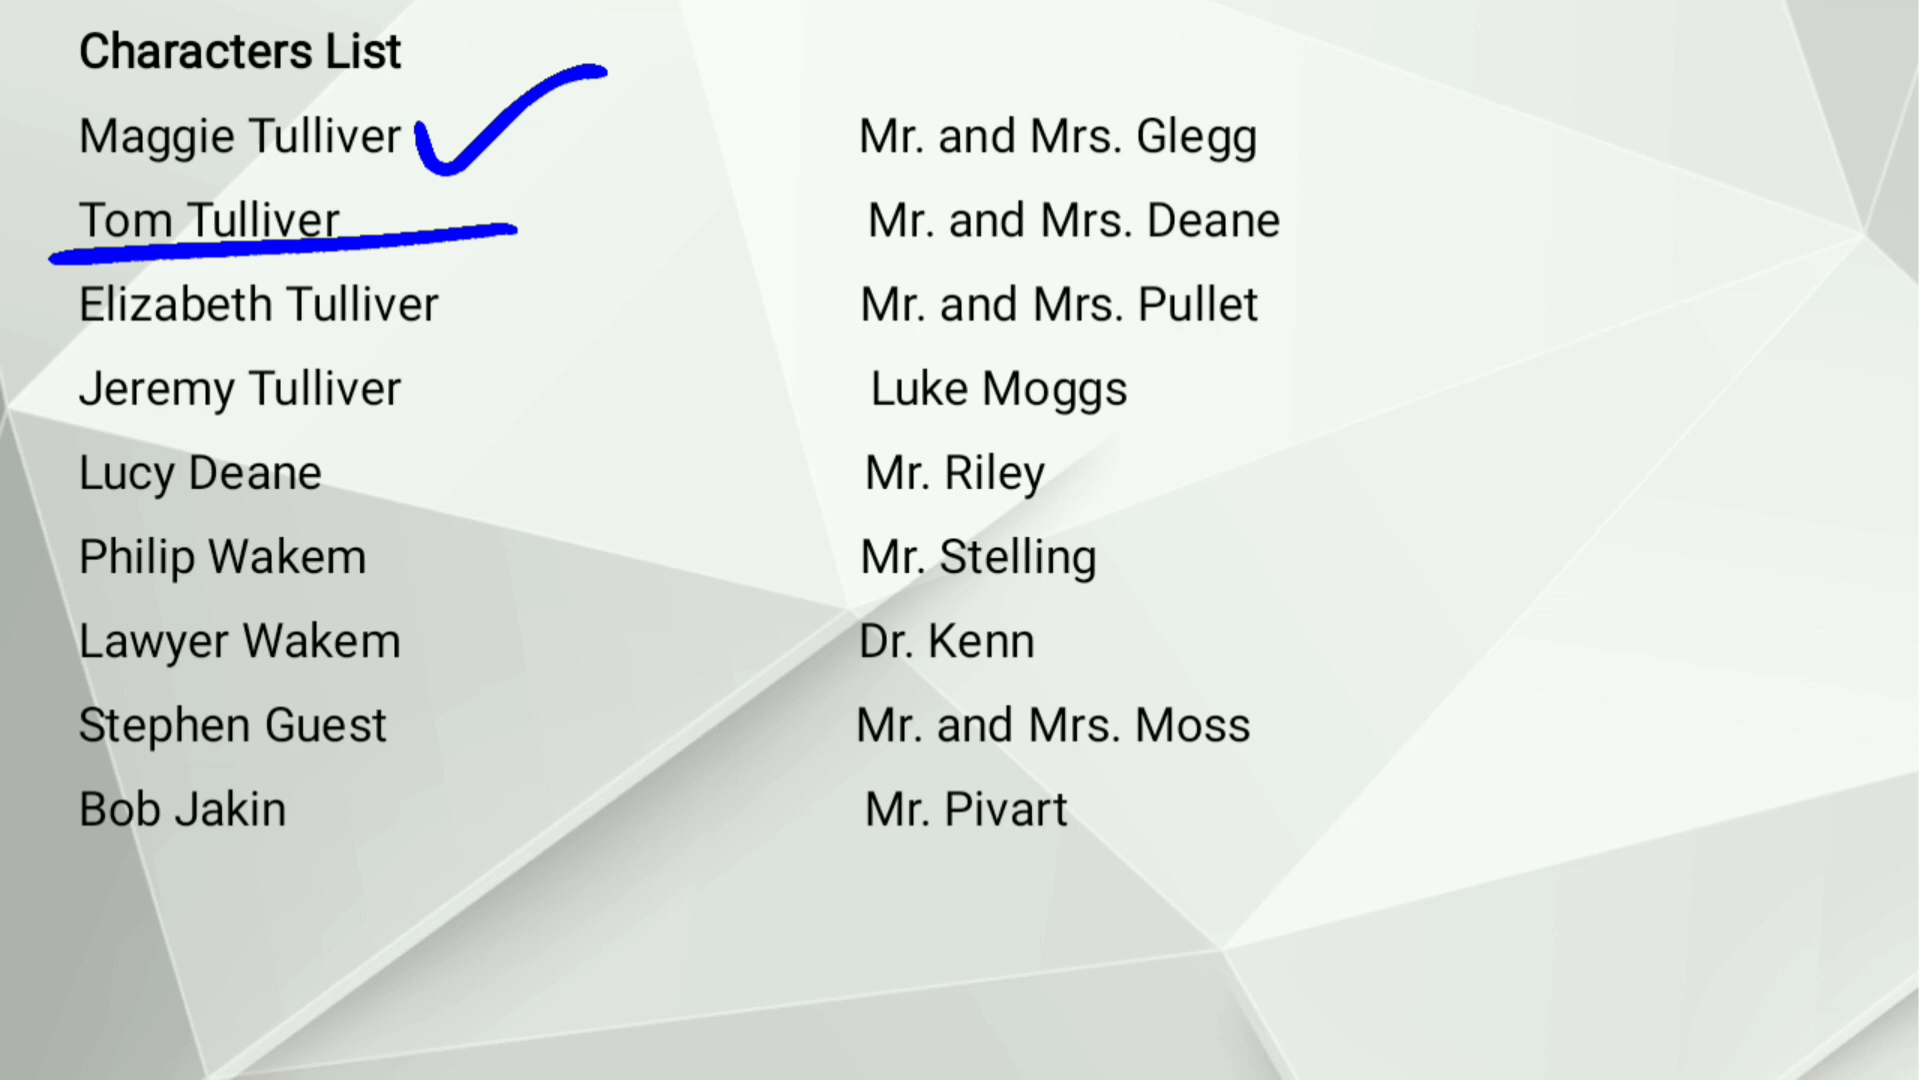 Characters List
Maggie Tulliver
Tom Tulliver
Elizabeth Tulliver
Jeremy Tulliver
Lucy Deane
Philip Wakem
Lawyer Wakem
Stephen Guest
Bob Jakin
Mr. and Mrs. Glegg
Mr. and Mrs. Deane
Mr. and Mrs. Pullet
Luke Moggs
Mr. Riley
Mr. Stelling
Dr. Kenn
Mr. and Mrs. Moss
Mr. Pivart